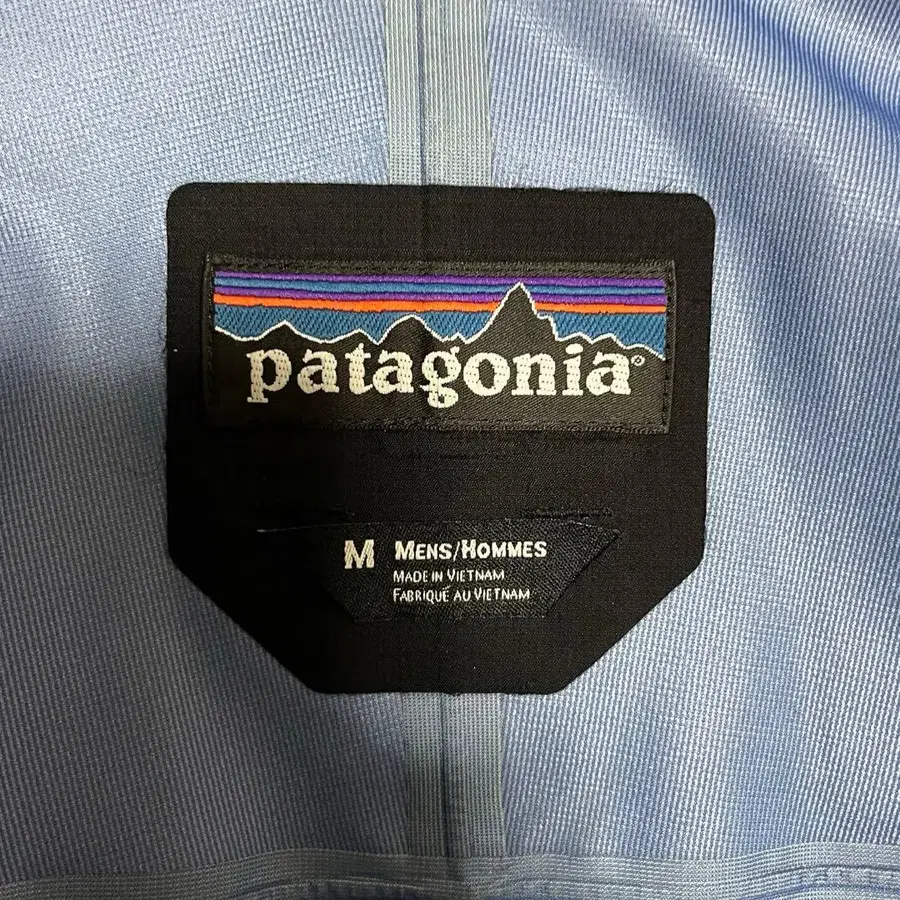 patagonia®
M MENS/HOMMES
MADE IN VIETNAM
FABRIQUÉ AU VIETNAM